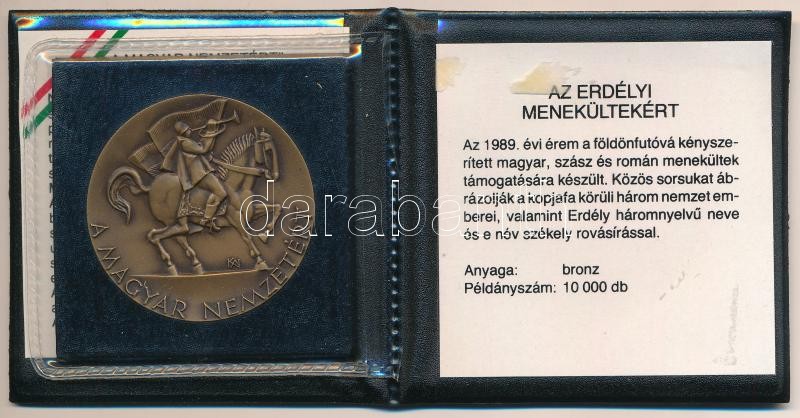 A MAGYAR NEMZETÉRT"
A MAGYAR NEMZETÉRT
AZ ERDÉLYI
MENEKÜLTEKÉRT
Az 1989. évi érem a földönfutóvá kénysze-
rített magyar, szász és román menekültek
támogatására készült. Közös sorsukat áb-
rázolják a kopjafa körüli három nemzet em-
berei, valamint Erdély háromnyelvű neve
és e név székely rovásírással.
Anyaga: bronz
Példányszám: 10 000 db